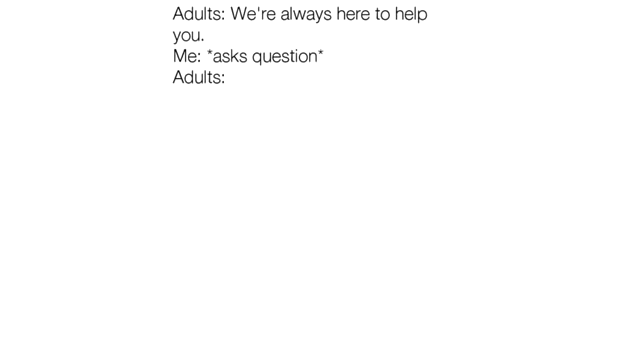 Adults: We're always here to help
you.
Me: *asks question*
Adults: